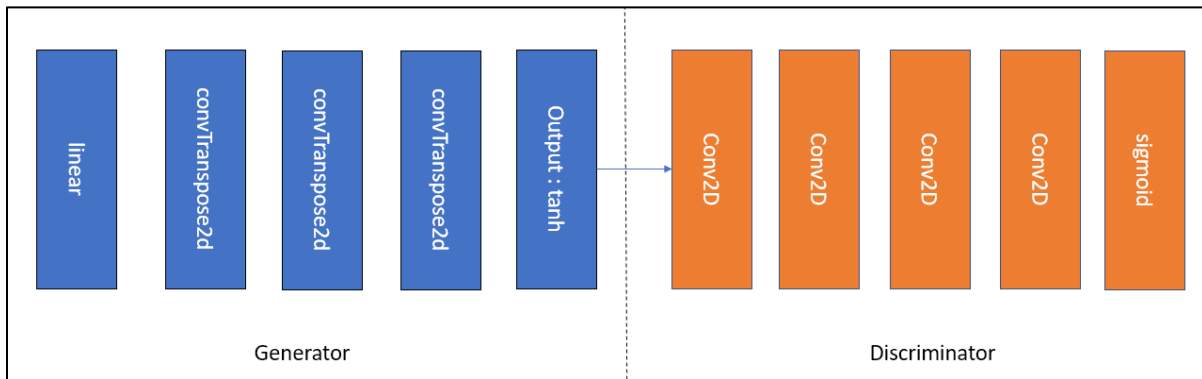 linear
convTranspose2d
convTranspose2d
convTranspose2d
Output : tanh
Conv2D
Conv2D
Conv2D
Conv2D
sigmoid
Generator
Discriminator